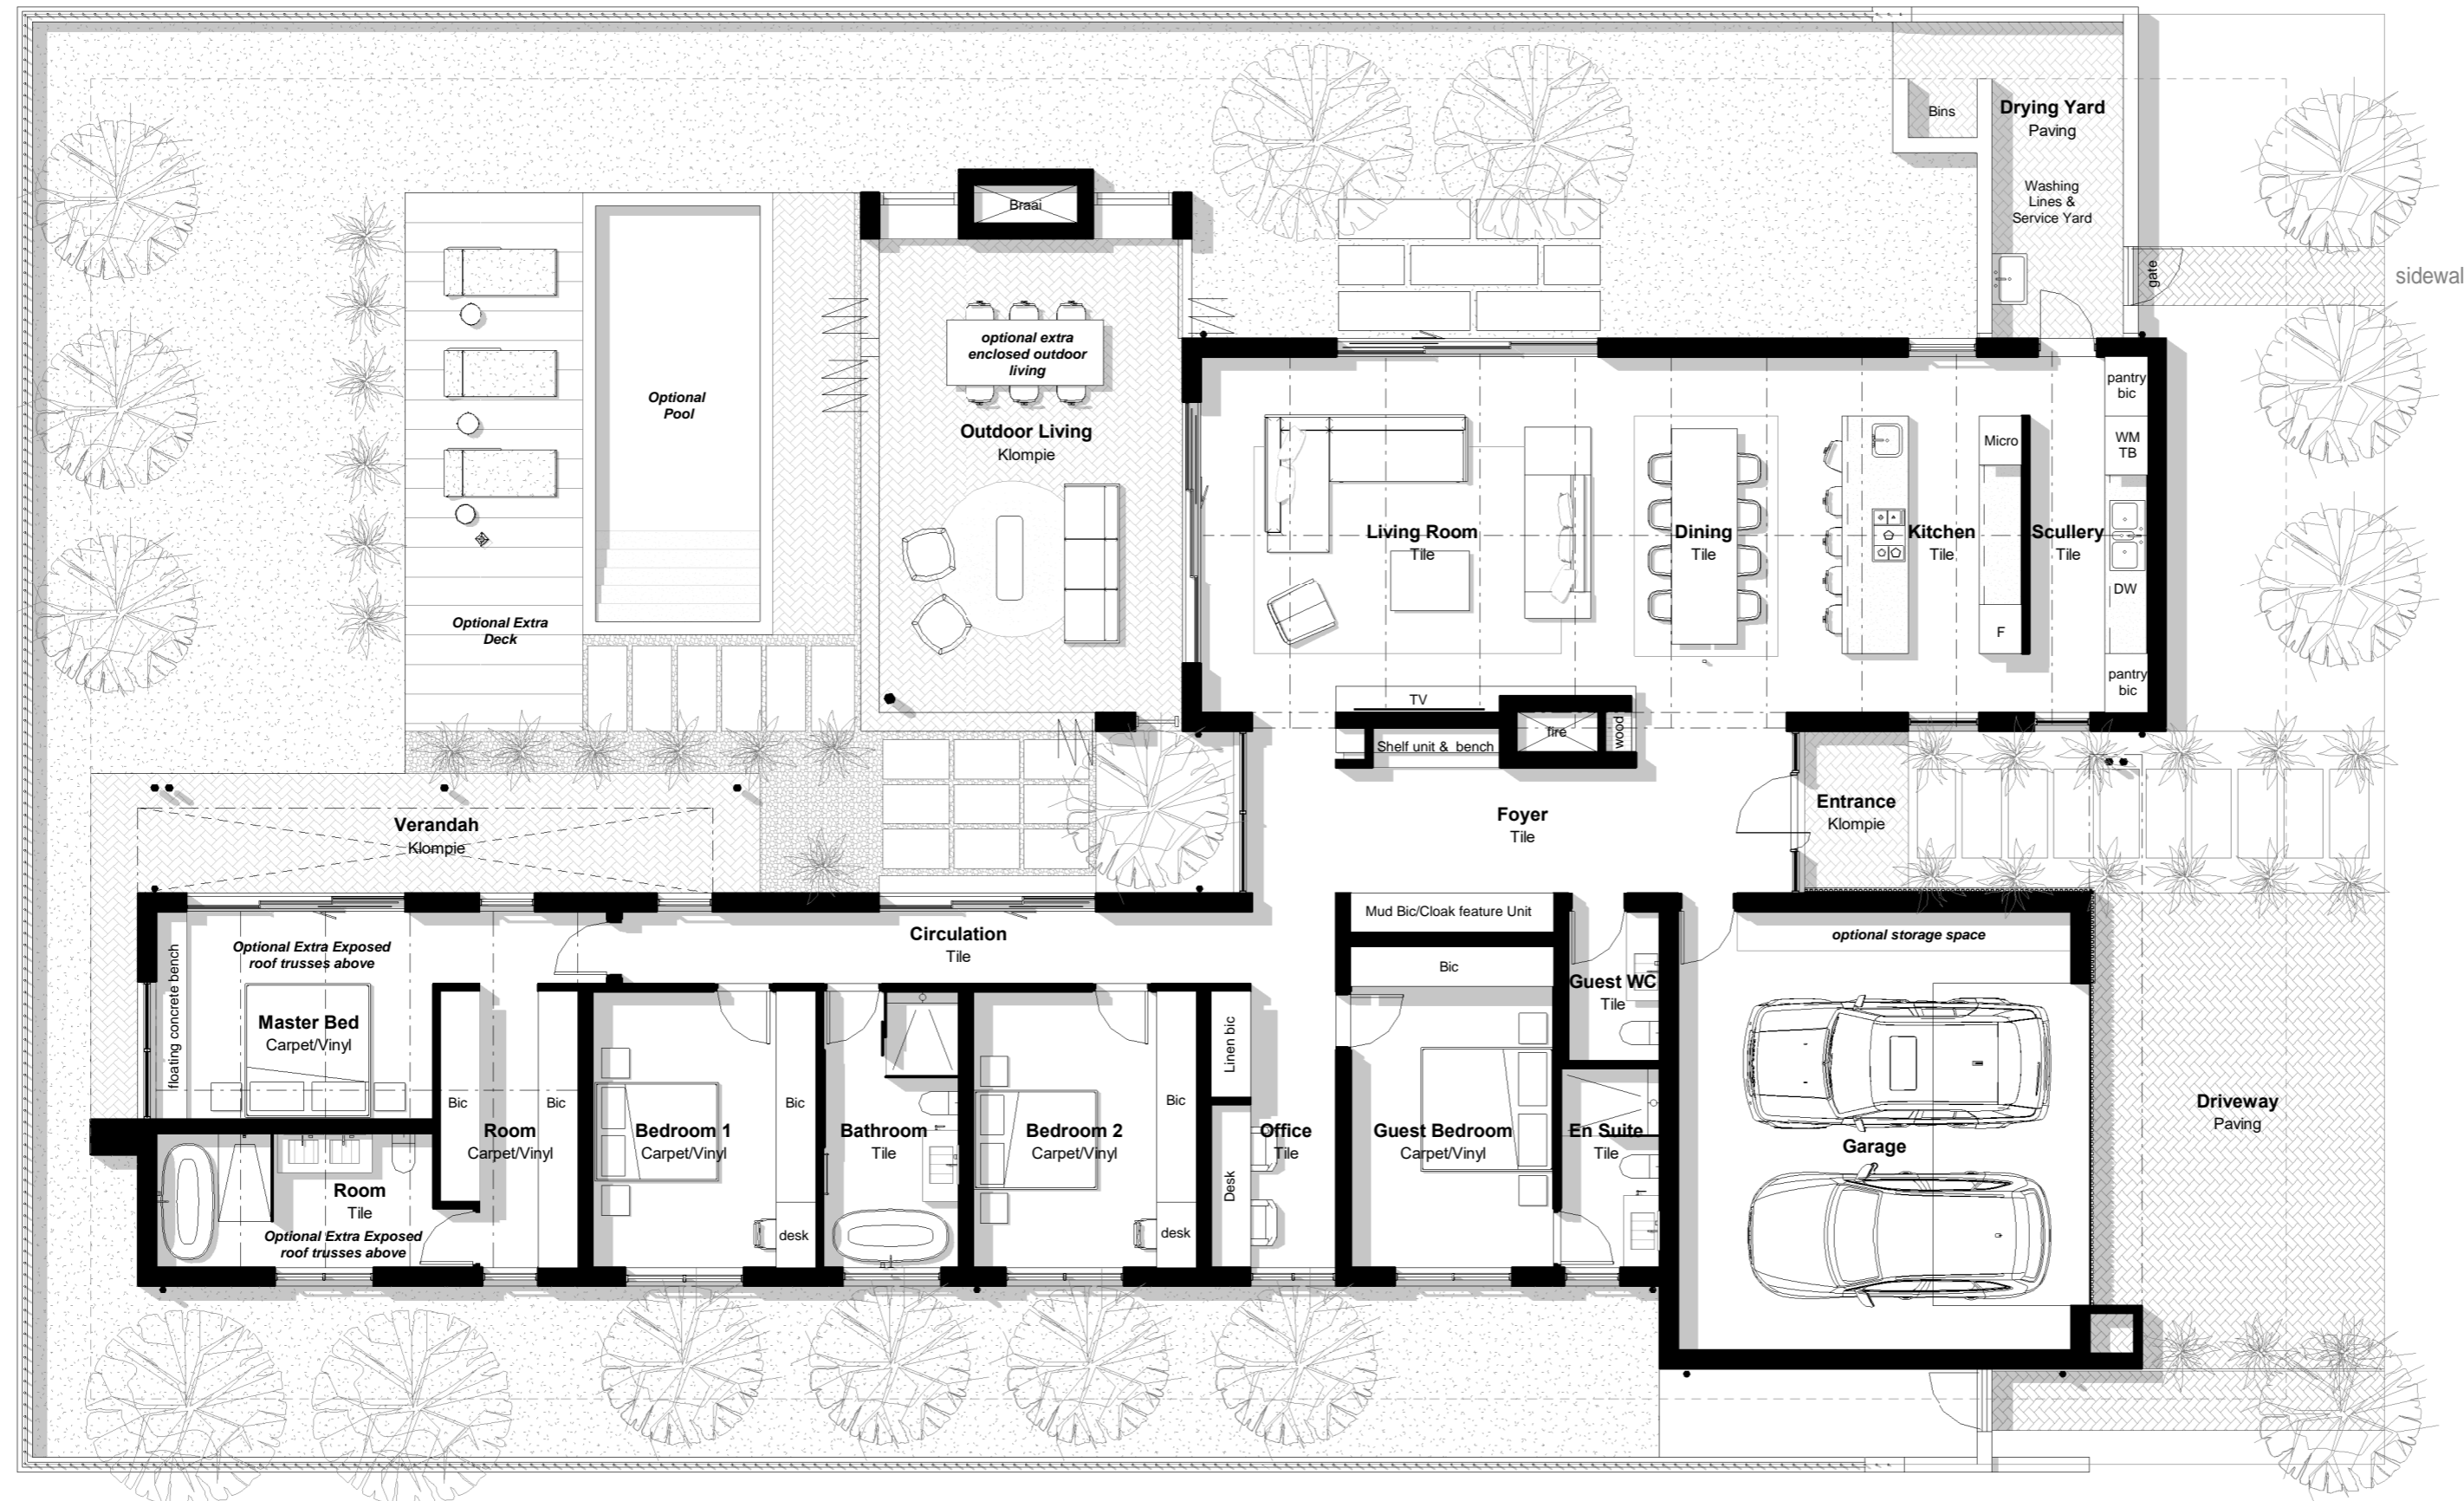 Bins
Drying Yard
Paving
Washing
Lines &
Service Yard
gate
sidewal
Braai
optional extra
enclosed outdoor
living
Outdoor Living
Klompie
Optional
Pool
Optional Extra
Deck
Living Room
Tile
Dining
Tile
Kitchen
Tile
Micro
F
Scullery
Tile
pantry
bic
WM
TB
DW
pantry
bic
TV
Shelf unit & bench
fire
wood
Foyer
Tile
Entrance
Klompie
Verandah
Klompie
Circulation
Tile
Mud Bic/Cloak feature Unit
Bic
Guest WC
Tile
optional storage space
floating concrete bench
Optional Extra Exposed
roof trusses above
Master Bed
Carpet/Vinyl
Bic
Bic
Room
Carpet/Vinyl
Room
Tile
Optional Extra Exposed
roof trusses above
Bedroom 1
Carpet/Vinyl
Bic
desk
Bathroom
Tile
Bedroom 2
Carpet/Vinyl
Bic
desk
Linen bic
Desk
Office
Tile
Guest Bedroom
Carpet/Vinyl
En Suite
Tile
Garage
Driveway
Paving